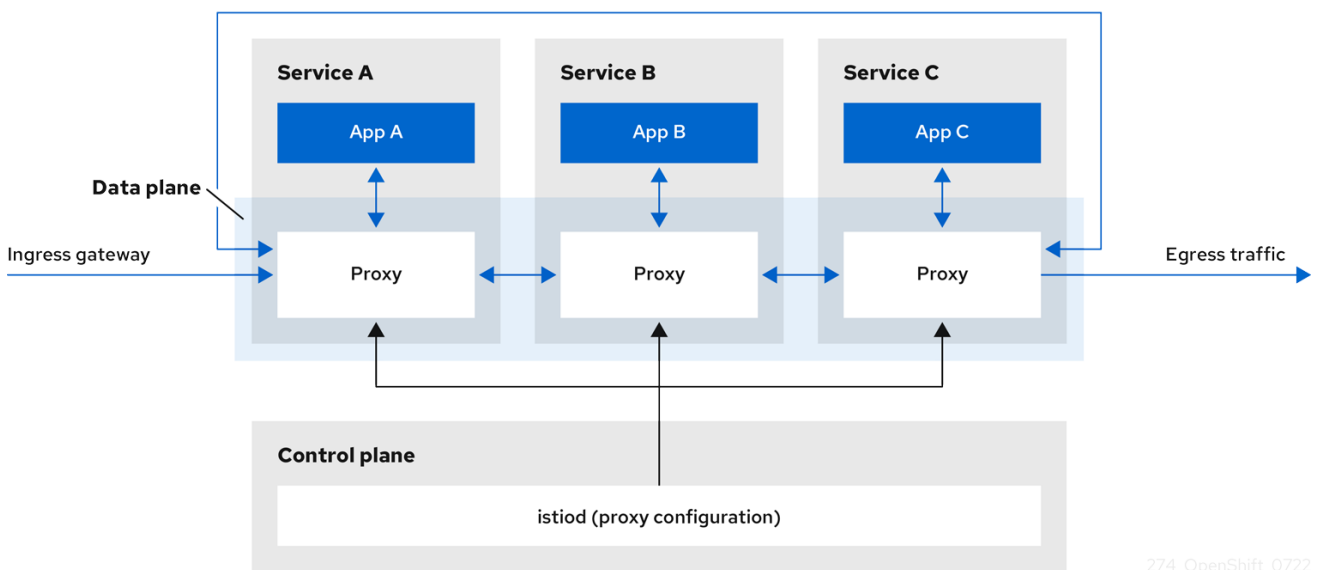 Service A
Service B
Service C
App A
App B
App C
Data plane
Ingress gateway
Egress traffic
Proxy
Proxy
Proxy
Control plane
istiod (proxy configuration)
274_OpenShift_0722